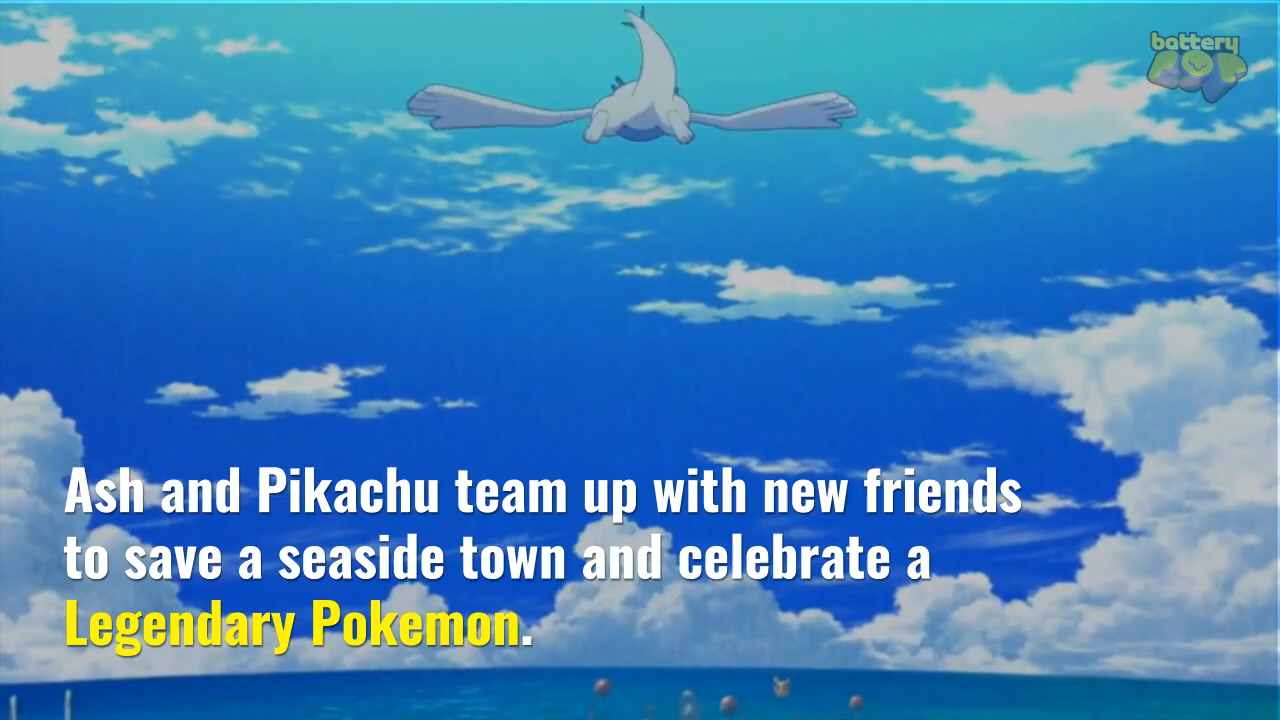 battery
POP
Ash and Pikachu team up with new friends
to save a seaside town and celebrate a
Legendary Pokemon.